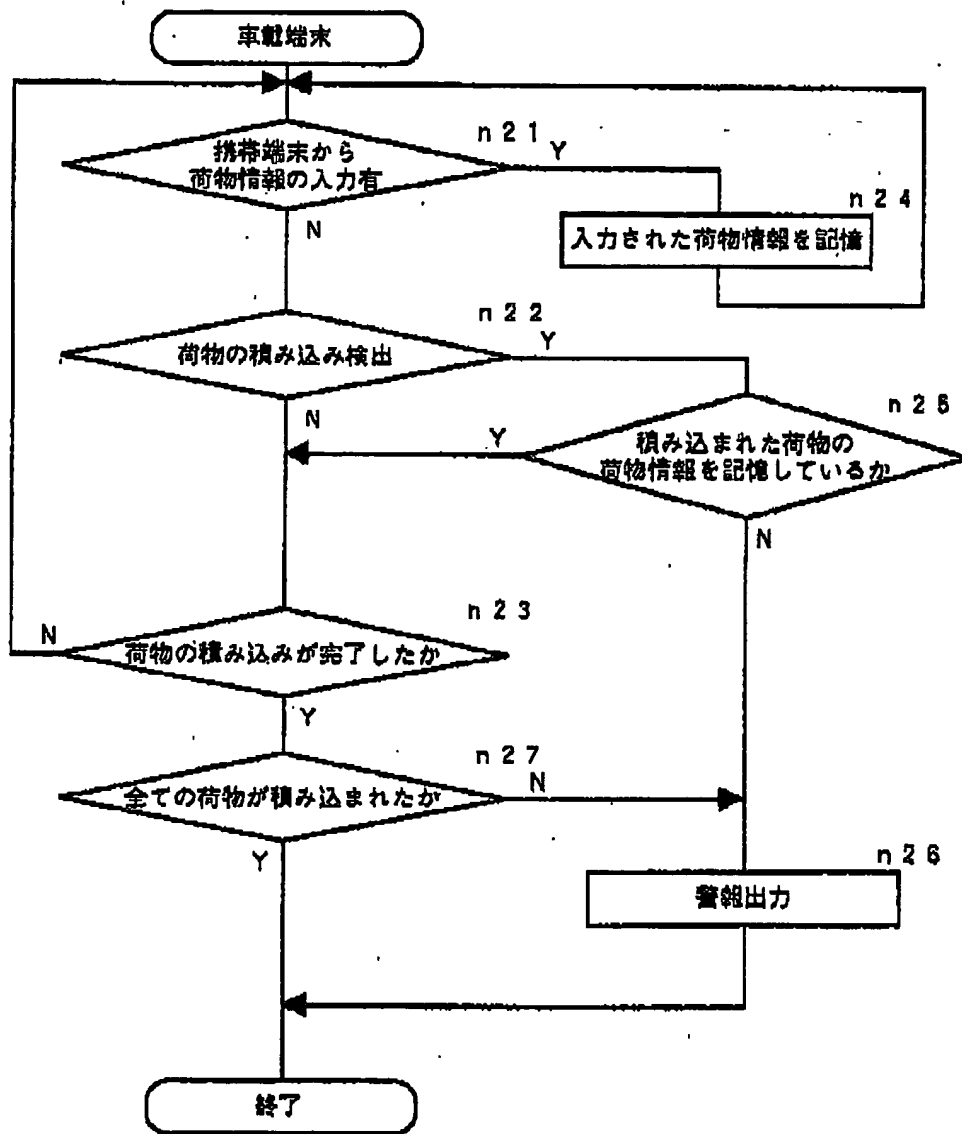 車載端末
n21
携帯端末から
荷物情報の入力有
Y
N
n24
入力された荷物情報を記憶
n22
荷物の積み込み検出
Y
N
n25
積み込まれた荷物の
荷物情報を記憶しているか
Y
N
n23
荷物の積み込みが完了したか
N
Y
n27
全ての荷物が積み込まれたか
N
Y
n26
警報出力
終了